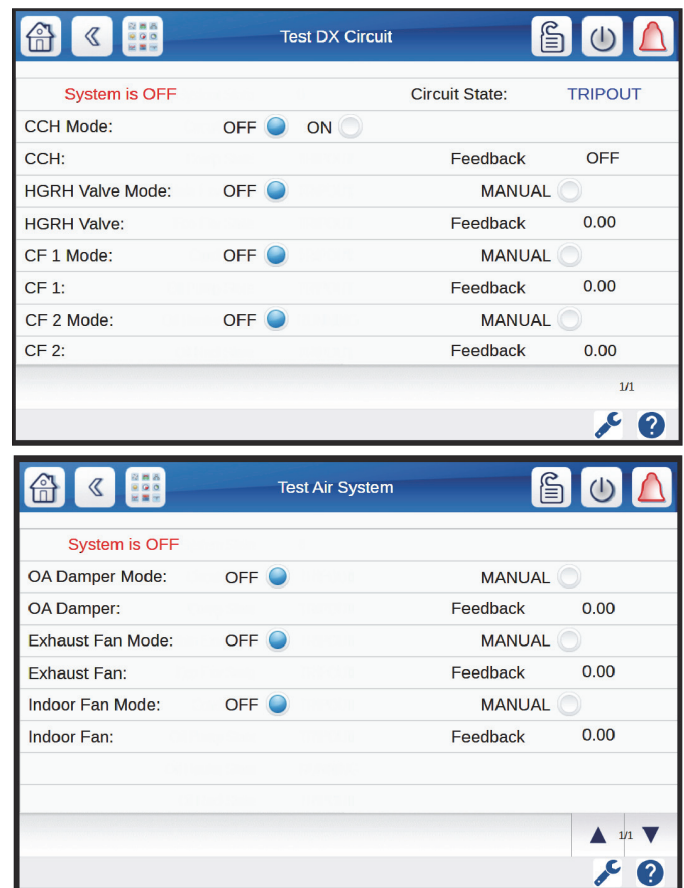 Test DX Circuit
System is OFF Circuit State: TRIPOUT
CCH Mode: OFF ON
CCH: Feedback OFF
HGRH Valve Mode: OFF MANUAL
HGRH Valve: Feedback 0.00
CF 1 Mode: OFF MANUAL
CF 1: Feedback 0.00
CF 2 Mode: OFF MANUAL
CF 2: Feedback 0.00
1/1
?
Test Air System
System is OFF
OA Damper Mode: OFF MANUAL
OA Damper: Feedback 0.00
Exhaust Fan Mode: OFF MANUAL
Exhaust Fan: Feedback 0.00
Indoor Fan Mode: OFF MANUAL
Indoor Fan: Feedback 0.00
1/1
?